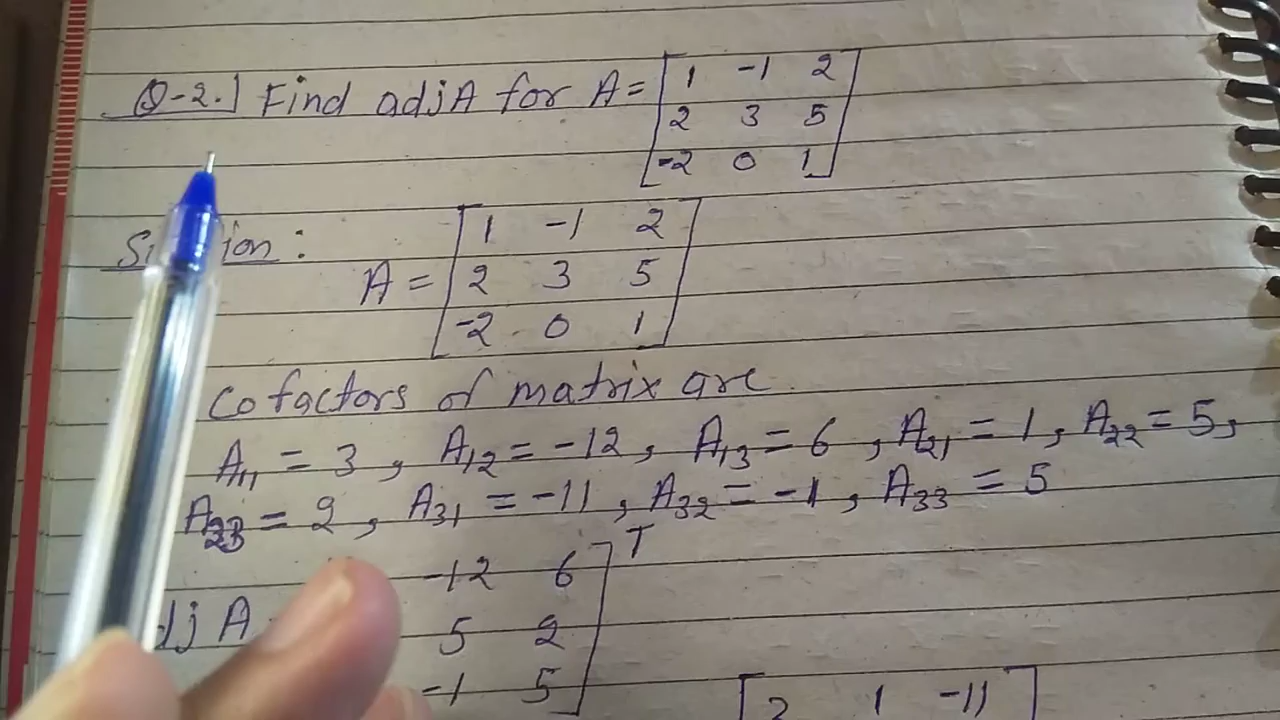 Q-2.] Find adjA for A = [1 -1 2
2 3 5
-2 0 1]
A = [1 -1 2
2 3 5
-2 0 1]
Cofactors of matrix are
A11 = 3, A12 = -12, A13 = 6, A21 = 1, A22 = 5,
A23 = 2, A31 = -11, A32 = -1, A33 = 5
-12 6]T
A 5 2
-1 5]
[3 1 -11]